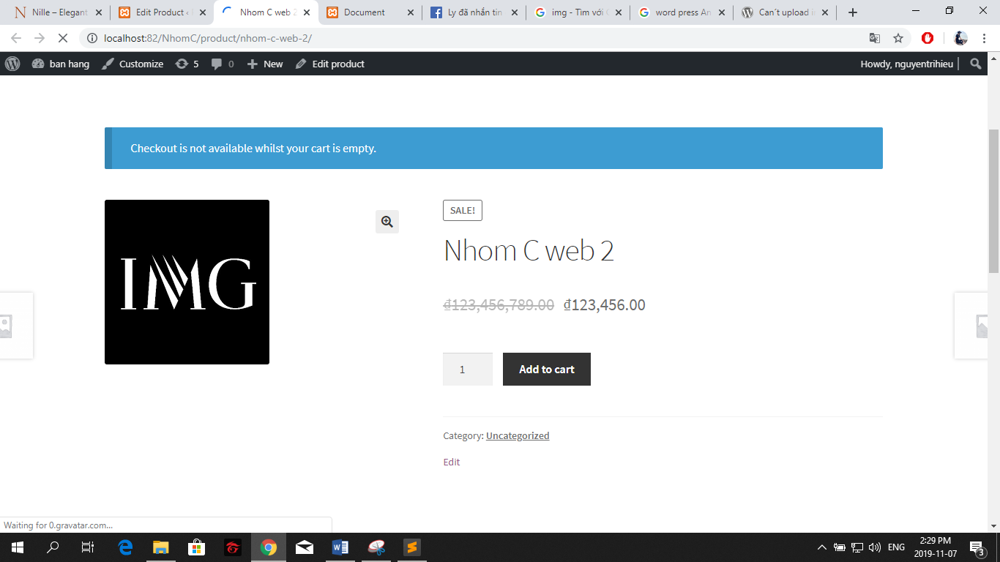 Nille – Elegant
Edit Product ‹
Nhom C web 2
Document
Ly đã nhắn tin
img - Tìm với
word press An
Can´t upload i
localhost:82/NhomC/product/nhom-c-web-2/
ban hang
Customize
5
0
New
Edit product
Howdy, nguyentrihieu
Checkout is not available whilst your cart is empty.
IMG
SALE!
Nhom C web 2
₫123,456,789.00 ₫123,456.00
1
Add to cart
Category: Uncategorized
Edit
Waiting for 0.gravatar.com...
ENG
2:29 PM
2019-11-07
3